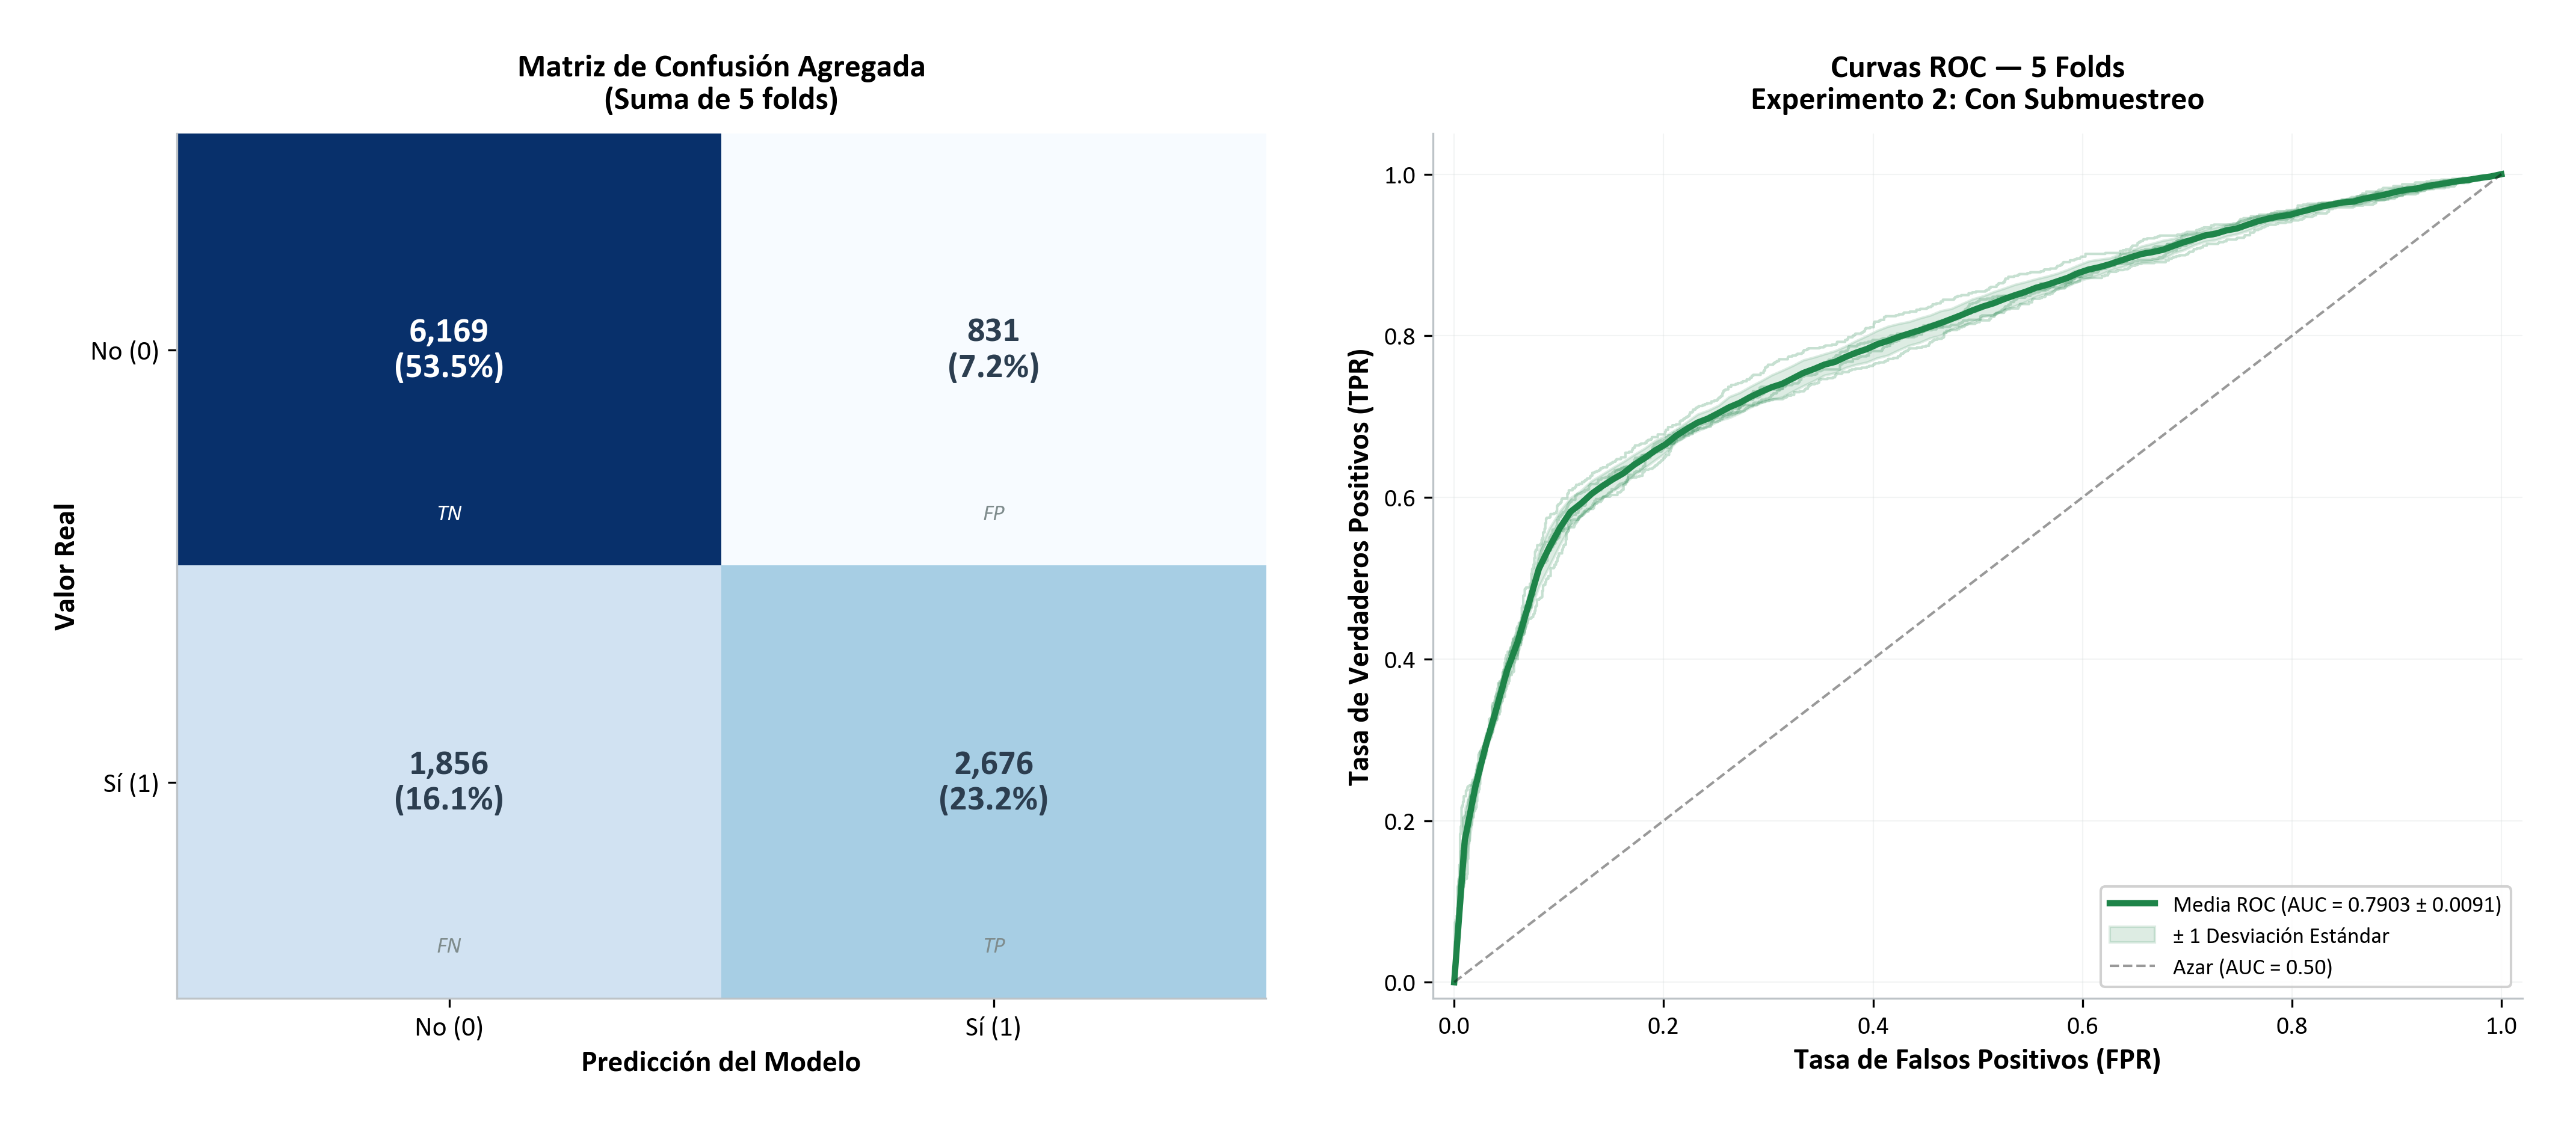 Matriz de Confusión Agregada
(Suma de 5 folds)
Valor Real
No (0)
Sí (1)
6,169
(53.5%)
TN
831
(7.2%)
FP
1,856
(16.1%)
FN
2,676
(23.2%)
TP
No (0)
Sí (1)
Predicción del Modelo
Curvas ROC — 5 Folds
Experimento 2: Con Submuestreo
Tasa de Verdaderos Positivos (TPR)
1.0
0.8
0.6
0.4
0.2
0.0
Media ROC (AUC = 0.7903 ± 0.0091)
± 1 Desviación Estándar
Azar (AUC = 0.50)
0.0
0.2
0.4
0.6
0.8
1.0
Tasa de Falsos Positivos (FPR)